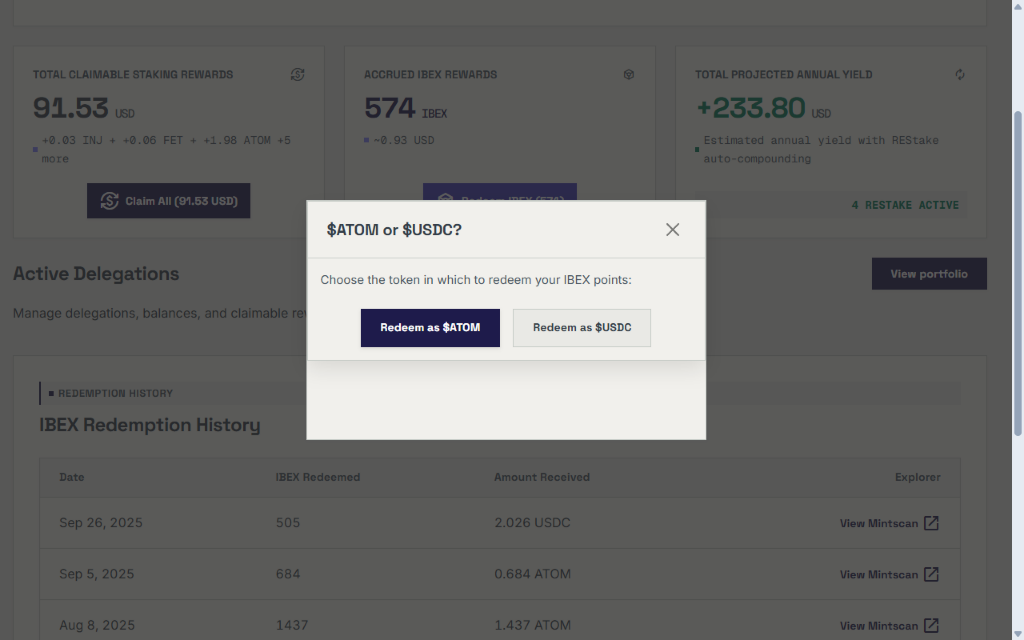 TOTAL CLAIMABLE STAKING REWARDS
91.53 USD
+0.03 INJ + +0.06 FET + +1.98 ATOM +5
more
Claim All (91.53 USD)
ACCRUED IBEX REWARDS
574 IBEX
~0.93 USD
Redeem IBEX (574)
TOTAL PROJECTED ANNUAL YIELD
+233.80 USD
Estimated annual yield with REStake
auto-compounding
4 RESTAKE ACTIVE
$ATOM or $USDC?
Choose the token in which to redeem your IBEX points:
Redeem as $ATOM
Redeem as $USDC
Active Delegations
View portfolio
Manage delegations, balances, and claimable
REDEMPTION HISTORY
IBEX Redemption History
Date IBEX Redeemed Amount Received Explorer
Sep 26, 2025 505 2.026 USDC View Mintscan
Sep 5, 2025 684 0.684 ATOM View Mintscan
Aug 8, 2025 1437 1.437 ATOM View Mintscan